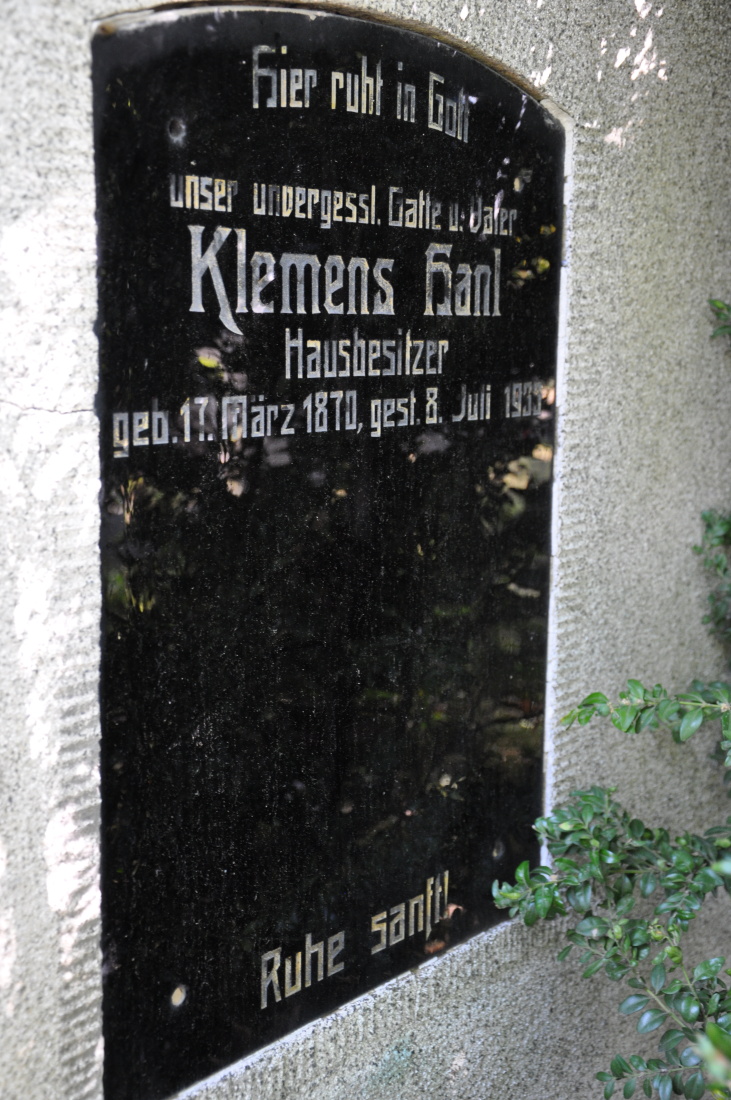 Hier ruht in Gott
unser unvergessl. Gatte u. Vater
Klemens Hanl
Hausbesitzer
geb. 17. März 1870, gest. 8. Juli
Ruhe sanft!